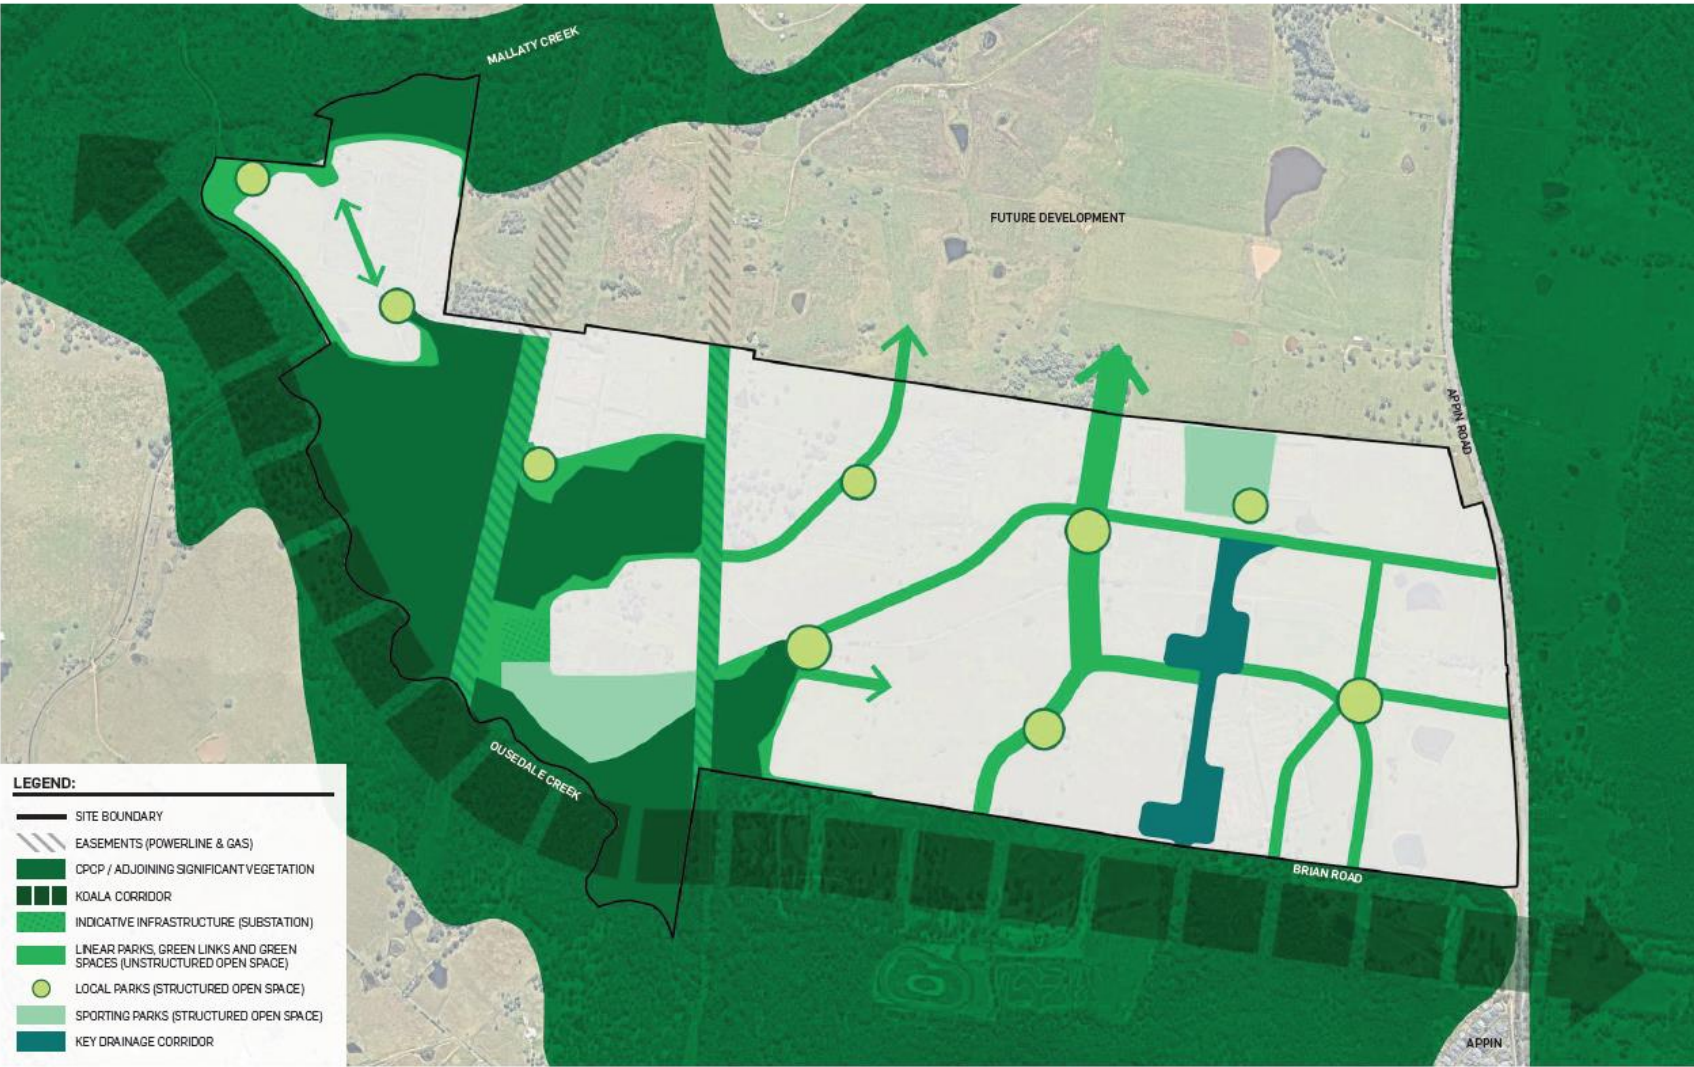 MALLATY CREEK
FUTURE DEVELOPMENT
APPIN ROAD
OUSEDALE CREEK
BRIAN ROAD
APPIN
LEGEND:
SITE BOUNDARY
EASEMENTS (POWERLINE & GAS)
CPCP / ADJOINING SIGNIFICANT VEGETATION
KOALA CORRIDOR
INDICATIVE INFRASTRUCTURE (SUBSTATION)
LINEAR PARKS, GREEN LINKS AND GREEN
SPACES (UNSTRUCTURED OPEN SPACE)
LOCAL PARKS (STRUCTURED OPEN SPACE)
SPORTING PARKS (STRUCTURED OPEN SPACE)
KEY DRAINAGE CORRIDOR